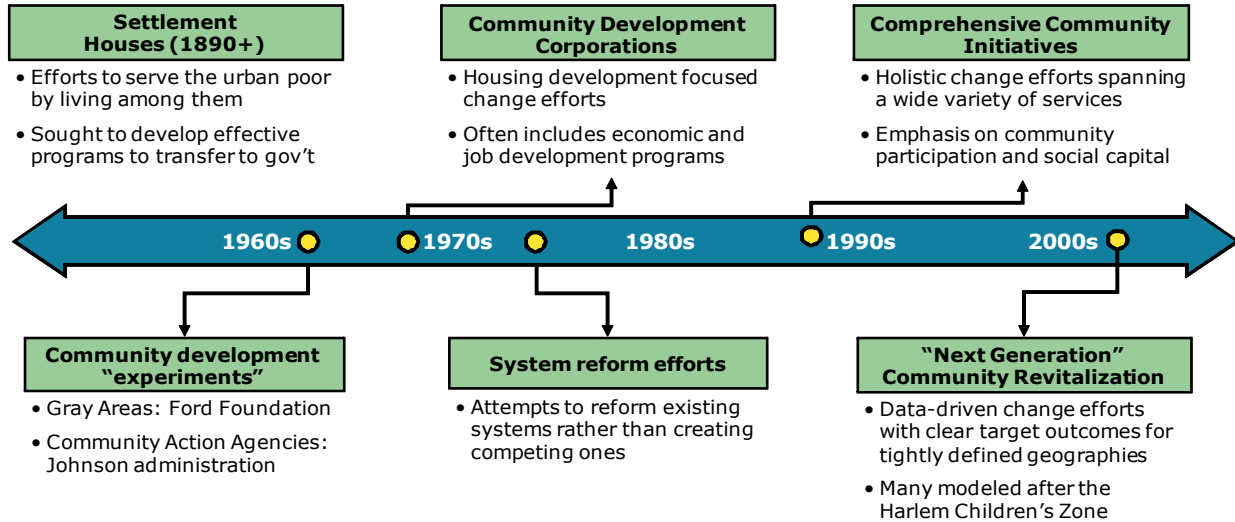 Settlement
Houses (1890+)
• Efforts to serve the urban poor
by living among them
• Sought to develop effective
programs to transfer to gov’t
Community Development
Corporations
• Housing development focused
change efforts
• Often includes economic and
job development programs
Comprehensive Community
Initiatives
• Holistic change efforts spanning
a wide variety of services
• Emphasis on community
participation and social capital
1960s
1970s
1980s
1990s
2000s
Community development
“experiments”
• Gray Areas: Ford Foundation
• Community Action Agencies:
Johnson administration
System reform efforts
• Attempts to reform existing
systems rather than creating
competing ones
“Next Generation”
Community Revitalization
• Data-driven change efforts
with clear target outcomes for
tightly defined geographies
• Many modeled after the
Harlem Children’s Zone